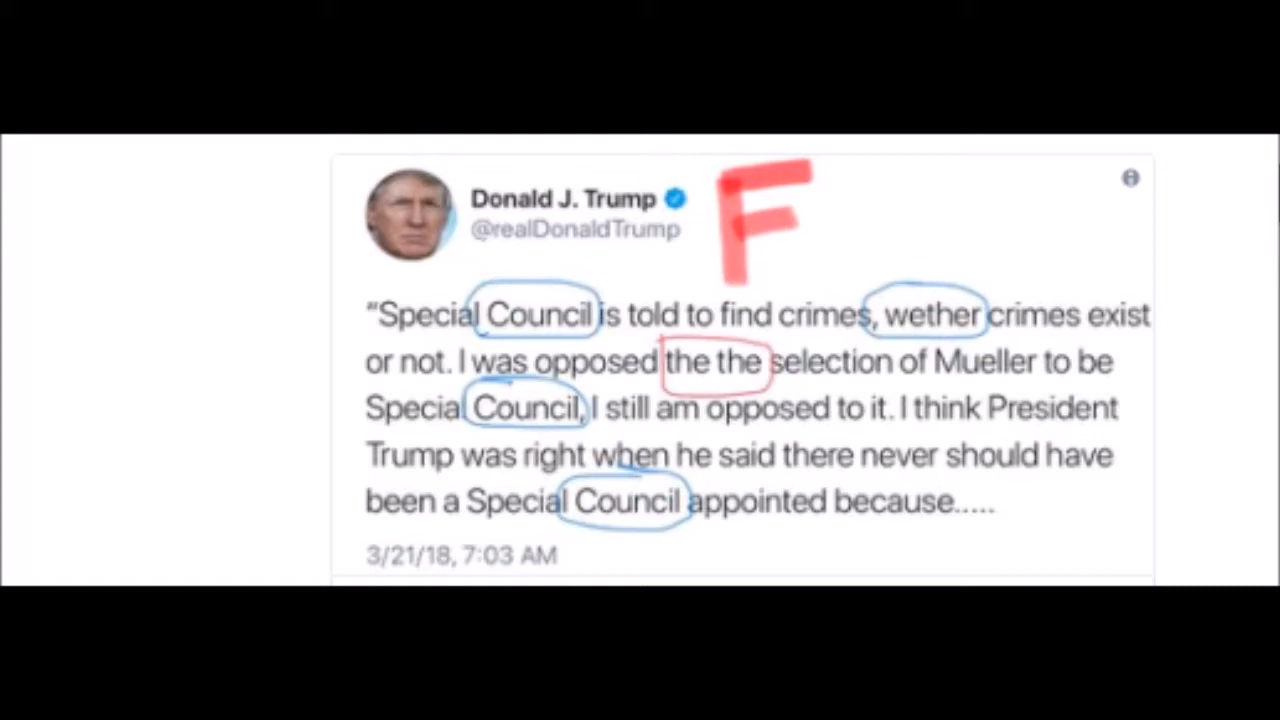 Donald J. Trump F
@realDonaldTrump
“Special Council is told to find crimes, wether crimes exist
or not. I was opposed the the selection of Mueller to be
Special Council, I still am opposed to it. I think President
Trump was right when he said there never should have
been a Special Council appointed because.....
3/21/18, 7:03 AM